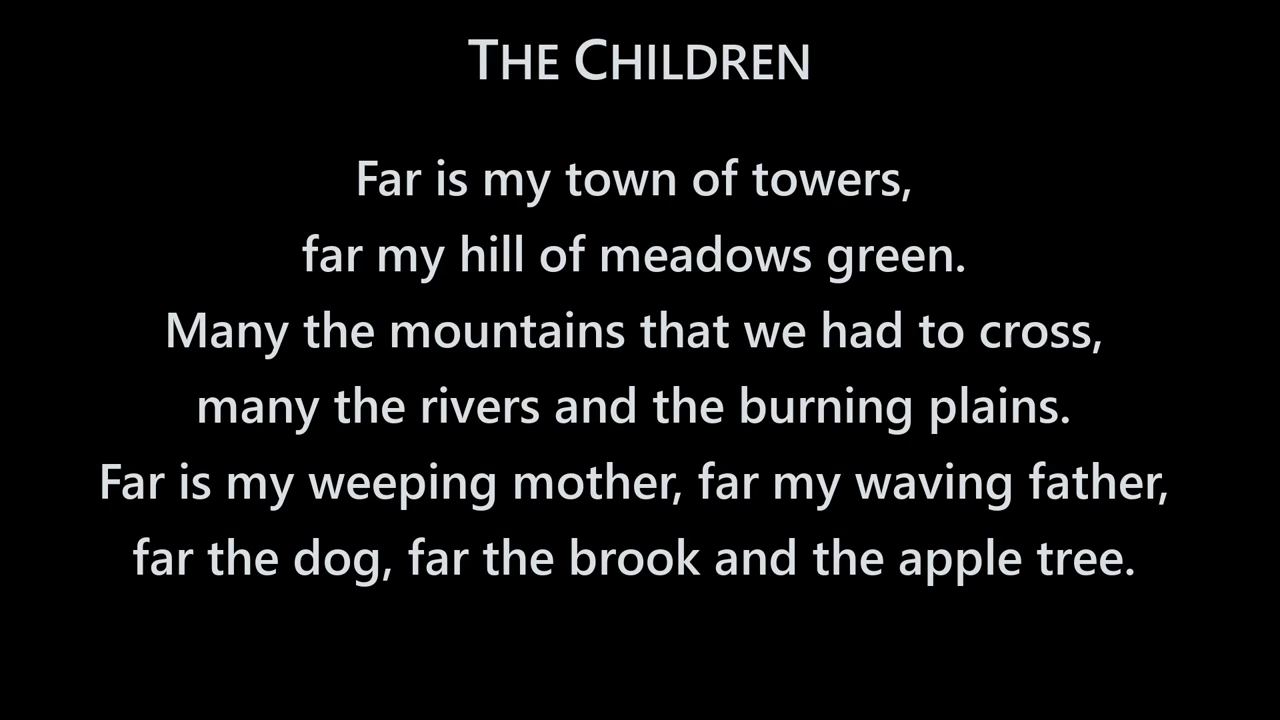 THE CHILDREN
Far is my town of towers,
far my hill of meadows green.
Many the mountains that we had to cross,
many the rivers and the burning plains.
Far is my weeping mother, far my waving father,
far the dog, far the brook and the apple tree.